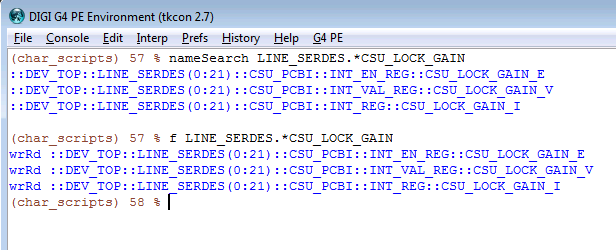 DIGI G4 PE Environment (tkcon 2.7)
File Console Edit Interp Prefs History Help G4 PE
(char_scripts) 57 % nameSearch LINE_SERDES.*CSU_LOCK_GAIN
::DEV_TOP::LINE_SERDES(0:21)::CSU_PCBI::INT_EN_REG::CSU_LOCK_GAIN_E
::DEV_TOP::LINE_SERDES(0:21)::CSU_PCBI::INT_VAL_REG::CSU_LOCK_GAIN_V
::DEV_TOP::LINE_SERDES(0:21)::CSU_PCBI::INT_REG::CSU_LOCK_GAIN_I
(char_scripts) 57 % f LINE_SERDES.*CSU_LOCK_GAIN
wrRd ::DEV_TOP::LINE_SERDES(0:21)::CSU_PCBI::INT_EN_REG::CSU_LOCK_GAIN_E
wrRd ::DEV_TOP::LINE_SERDES(0:21)::CSU_PCBI::INT_VAL_REG::CSU_LOCK_GAIN_V
wrRd ::DEV_TOP::LINE_SERDES(0:21)::CSU_PCBI::INT_REG::CSU_LOCK_GAIN_I
(char_scripts) 58 %